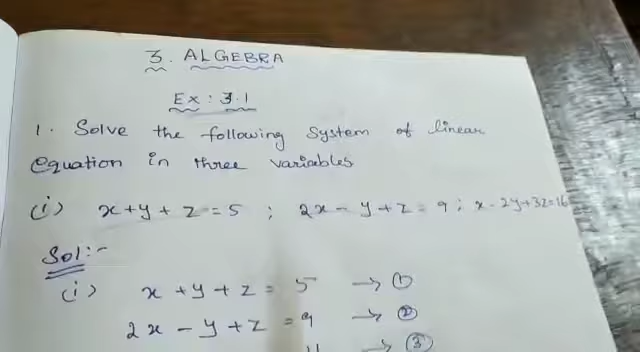 3. ALGEBRA
Ex: 3.1
1. Solve the following System of linear
equation in three variables
(i) x+y+z=5 ; 2x-y+z=9 ; x-2y+3z=16
Sol:-
(i) x+y+z=5 → ①
2x-y+z=9 → ②
→ ③